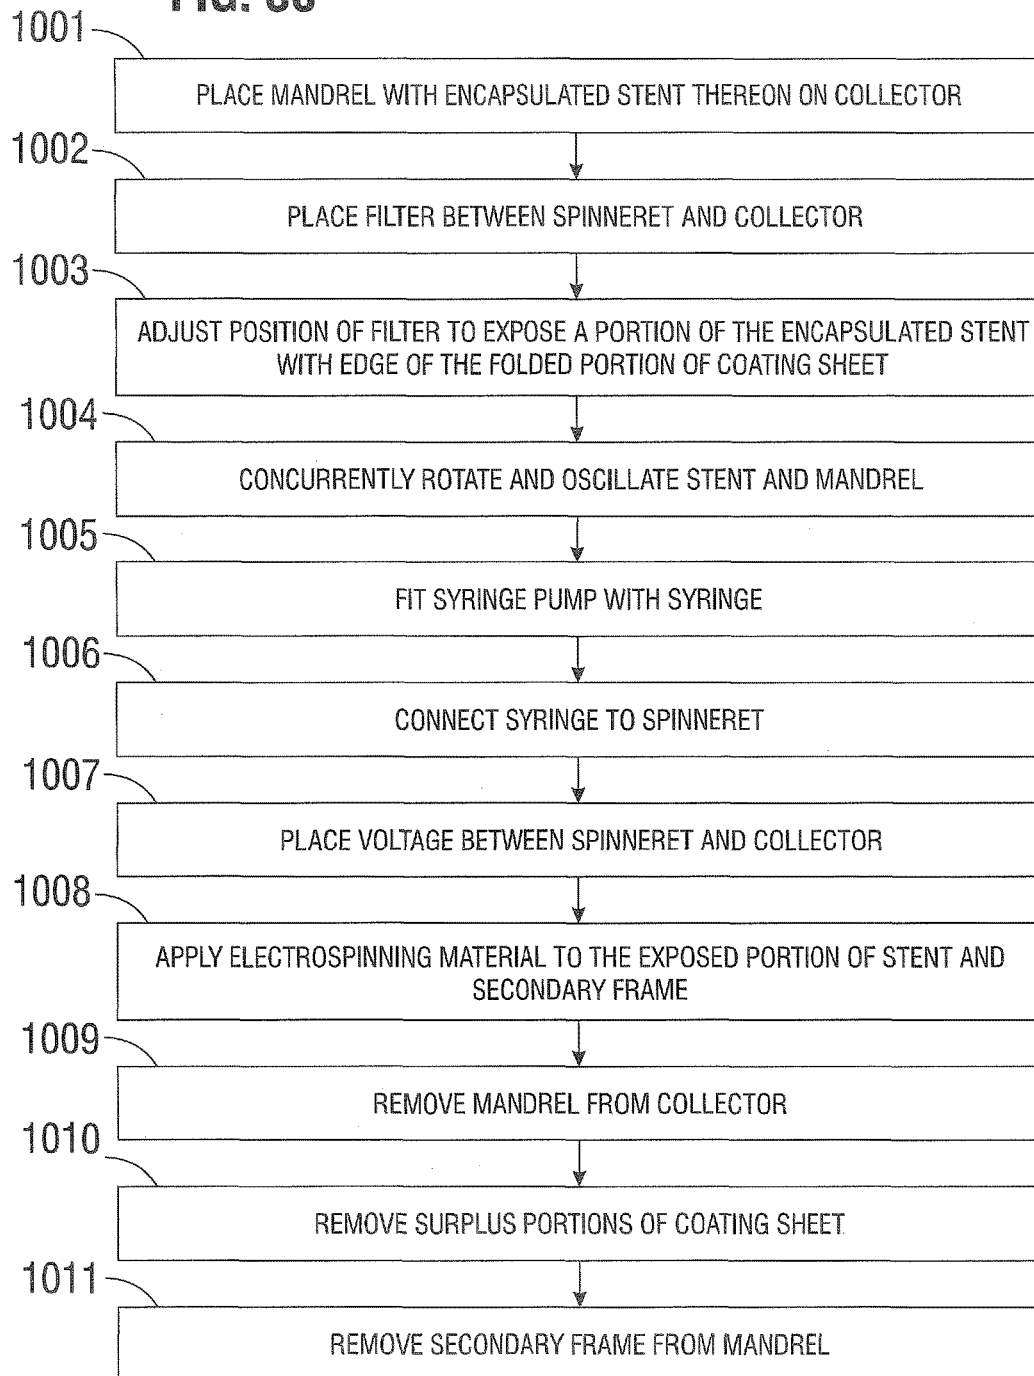 1001
PLACE MANDREL WITH ENCAPSULATED STENT THEREON ON COLLECTOR
1002
PLACE FILTER BETWEEN SPINNERET AND COLLECTOR
1003
ADJUST POSITION OF FILTER TO EXPOSE A PORTION OF THE ENCAPSULATED STENT
WITH EDGE OF THE FOLDED PORTION OF COATING SHEET
1004
CONCURRENTLY ROTATE AND OSCILLATE STENT AND MANDREL
1005
FIT SYRINGE PUMP WITH SYRINGE
1006
CONNECT SYRINGE TO SPINNERET
1007
PLACE VOLTAGE BETWEEN SPINNERET AND COLLECTOR
1008
APPLY ELECTROSPINNING MATERIAL TO THE EXPOSED PORTION OF STENT AND
SECONDARY FRAME
1009
REMOVE MANDREL FROM COLLECTOR
1010
REMOVE SURPLUS PORTIONS OF COATING SHEET
1011
REMOVE SECONDARY FRAME FROM MANDREL